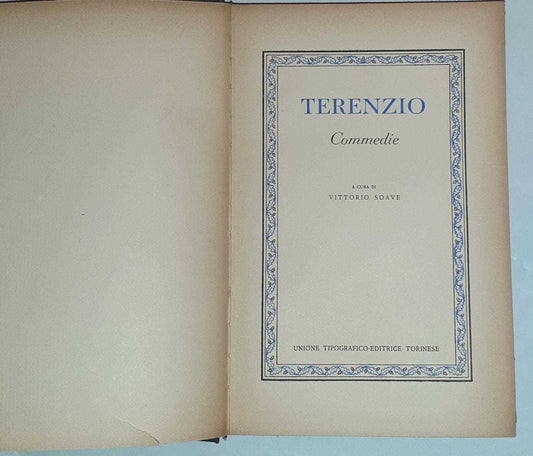 TERENZIO
Commedie
A CURA DI
VITTORIO SOAVE
UNIONE TIPOGRAFICO-EDITRICE TORINESE